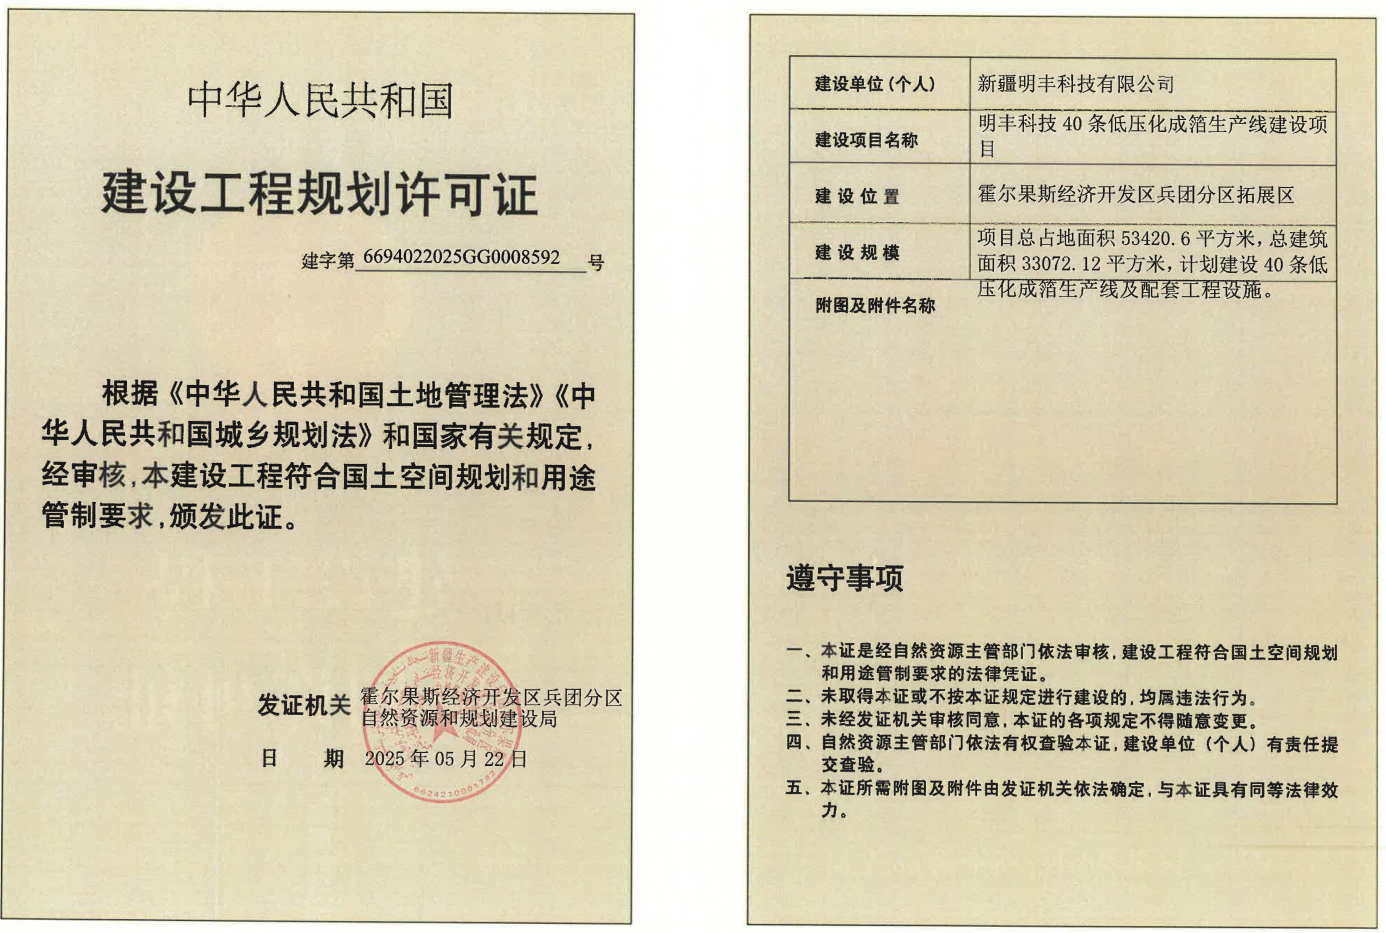 中华人民共和国
建设工程规划许可证
建字第 6694022025GG0008592 号
根据《中华人民共和国土地管理法》《中
华人民共和国城乡规划法》和国家有关规定,
经审核,本建设工程符合国土空间规划和用途
管制要求,颁发此证。
发证机关 霍尔果斯经济开发区兵团分区
自然资源和规划建设局
日 期 2025 年 05 月 22 日
建设单位(个人) 新疆明丰科技有限公司
建设项目名称 明丰科技 40 条低压化成箔生产线建设项
目
建设位置 霍尔果斯经济开发区兵团分区拓展区
建设规模 项目总占地面积 53420.6 平方米，总建筑
面积 33072.12 平方米，计划建设 40 条低
压化成箔生产线及配套工程设施。
附图及附件名称
遵守事项
一、本证是经自然资源主管部门依法审核,建设工程符合国土空间规划
和用途管制要求的法律凭证。
二、未取得本证或不按本证规定进行建设的,均属违法行为。
三、未经发证机关审核同意,本证的各项规定不得随意变更。
四、自然资源主管部门依法有权查验本证,建设单位（个人）有责任提
交查验。
五、本证所需附图及附件由发证机关依法确定,与本证具有同等法律效
力。